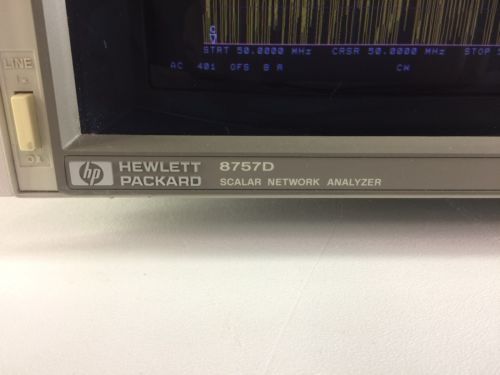 C
STRT 50.0000 MHz CRSR 50.0000 MHz STOP
AC 401 OFS B A CW
LINE
hp HEWLETT PACKARD 8757D
SCALAR NETWORK ANALYZER